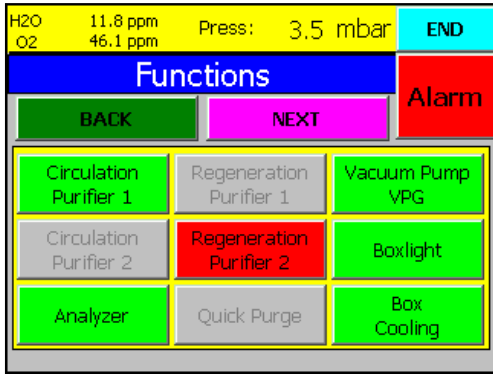 H2O 11.8 ppm Press: 3.5 mbar END
O2 46.1 ppm
Functions
Alarm
BACK NEXT
Circulation Purifier 1
Regeneration Purifier 1
Vacuum Pump VPG
Circulation Purifier 2
Regeneration Purifier 2
Boxlight
Analyzer
Quick Purge
Box Cooling